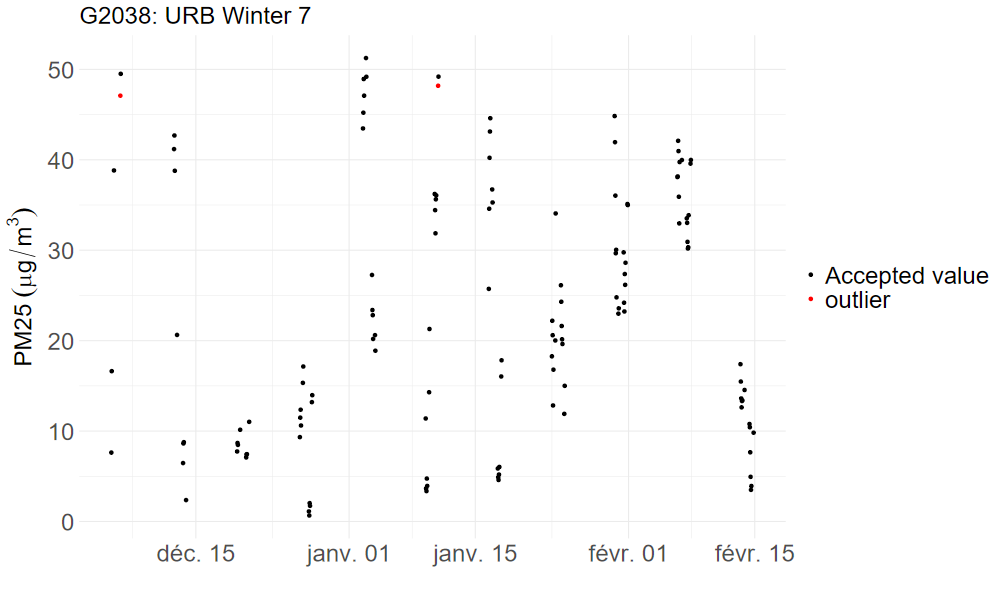 G2038: URB Winter 7
PM25 (μg/m³)
50
40
30
20
10
0
déc. 15
janv. 01
janv. 15
févr. 01
févr. 15
Accepted value
outlier